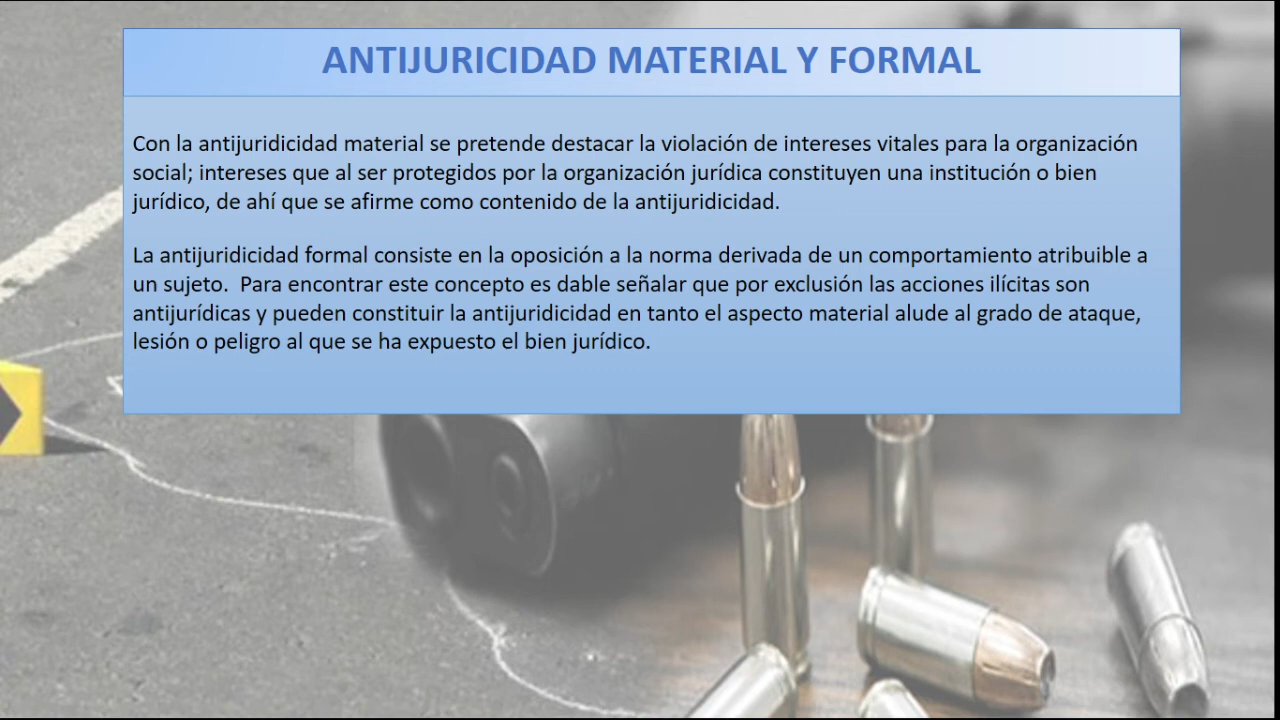 ANTIJURICIDAD MATERIAL Y FORMAL
Con la antijuridicidad material se pretende destacar la violación de intereses vitales para la organización
social; intereses que al ser protegidos por la organización jurídica constituyen una institución o bien
jurídico, de ahí que se afirme como contenido de la antijuridicidad.
La antijuridicidad formal consiste en la oposición a la norma derivada de un comportamiento atribuible a
un sujeto.  Para encontrar este concepto es dable señalar que por exclusión las acciones ilícitas son
antijurídicas y pueden constituir la antijuridicidad en tanto el aspecto material alude al grado de ataque,
lesión o peligro al que se ha expuesto el bien jurídico.